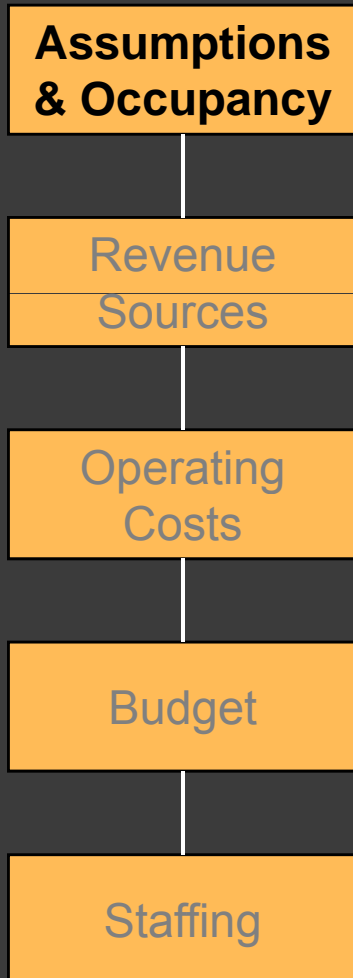 Assumptions
& Occupancy
Revenue
Sources
Operating
Costs
Budget
Staffing